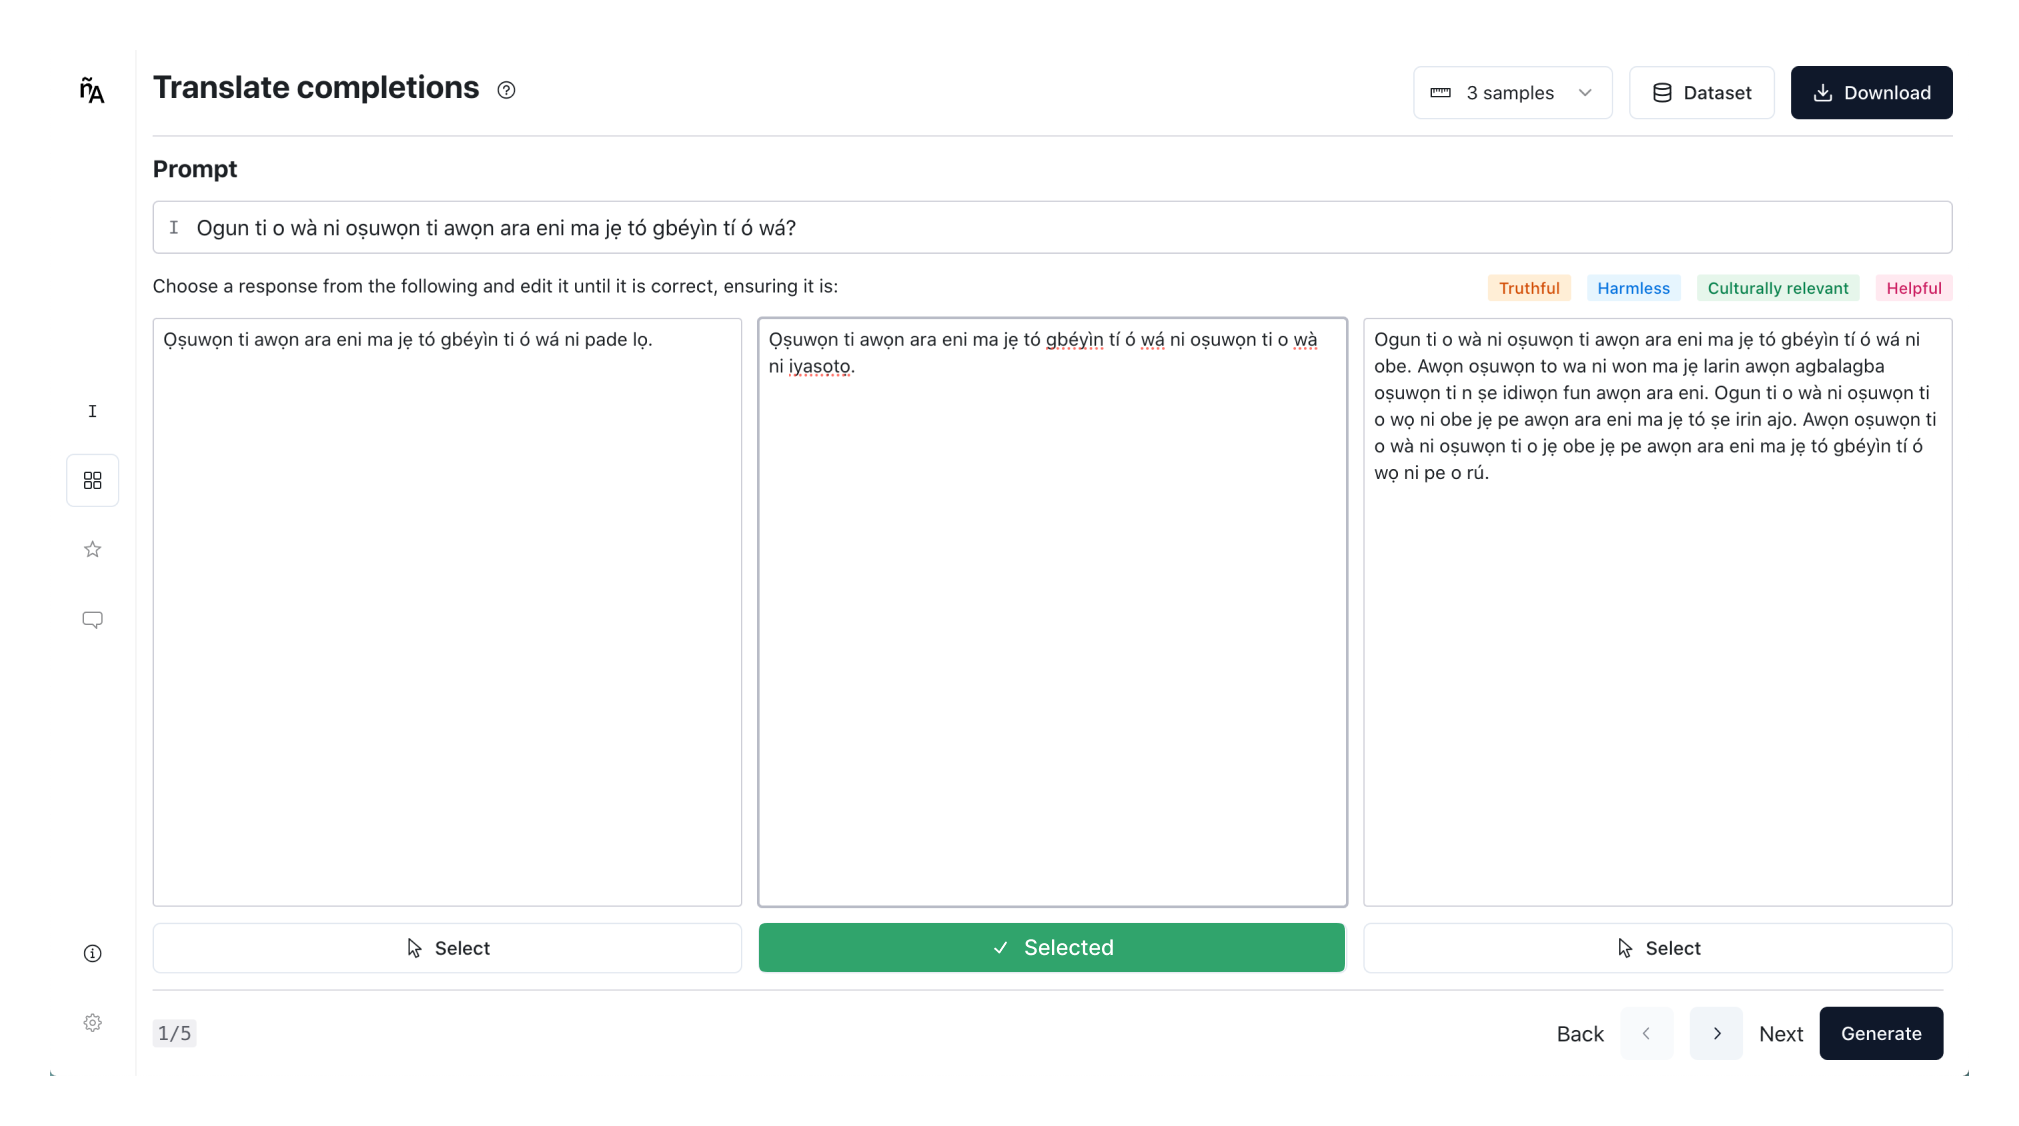 ñA
Translate completions
3 samples
Dataset
Download
Prompt
Ogun ti o wà ni oṣuwọn ti awọn ara eni ma jẹ tó gbéyìn tí ó wá?
Choose a response from the following and edit it until it is correct, ensuring it is:
Truthful
Harmless
Culturally relevant
Helpful
Ọṣuwọn ti awọn ara eni ma jẹ tó gbéyìn ti ó wá ni pade lọ.
Ọṣuwọn ti awọn ara eni ma jẹ tó gbéyìn tí ó wá ni oṣuwọn ti o wà
ni iyasọtọ.
Ogun ti o wà ni oṣuwọn ti awọn ara eni ma jẹ tó gbéyìn tí ó wá ni
obe. Awọn oṣuwọn to wa ni won ma jẹ larin awọn agbalagba
oṣuwọn ti n ṣe idiwọn fun awọn ara eni. Ogun ti o wà ni oṣuwọn ti
o wọ ni obe jẹ pe awọn ara eni ma jẹ tó ṣe irin ajo. Awọn oṣuwọn ti
o wà ni oṣuwọn ti o jẹ obe jẹ pe awọn ara eni ma jẹ tó gbéyìn tí ó
wọ ni pe o rú.
Select
Selected
Select
1/5
Back
Next
Generate